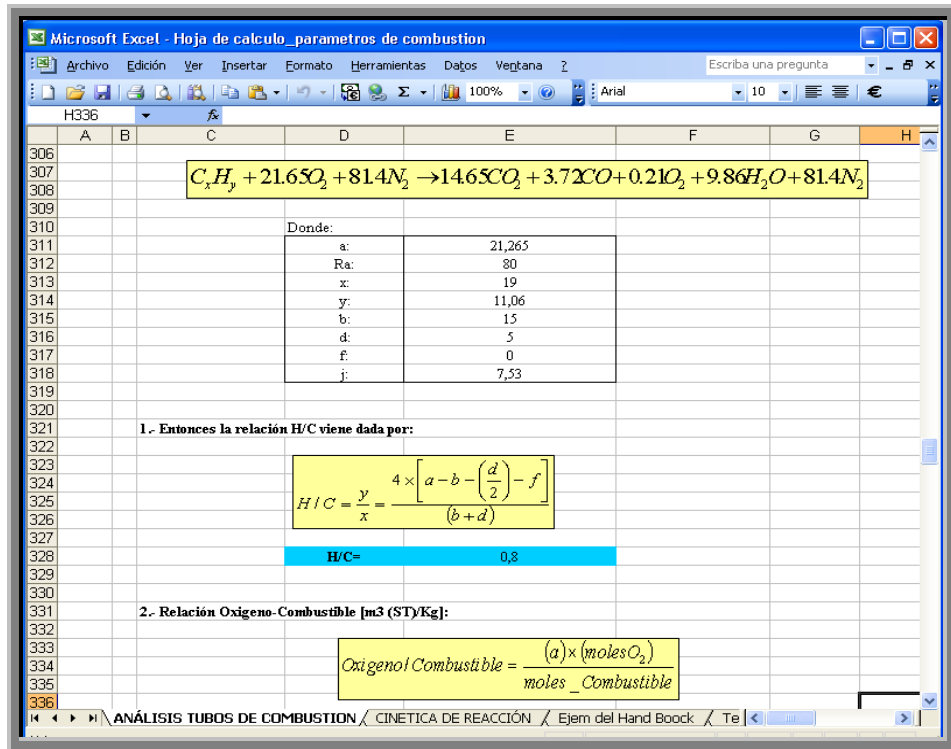 Microsoft Excel - Hoja de calculo_parametros de combustion
Archivo Edición Ver Insertar Formato Herramientas Datos Ventana ? Escriba una pregunta
100% Arial 10 €
H336 fx
A B C D E F G H
306
307 CxHy + 21.65O2 + 81.4N2 → 14.65CO2 + 3.72CO + 0.21O2 + 9.86H2O + 81.4N2
308
309
310 Donde:
311 a: 21,265
312 Ra: 80
313 x: 19
314 y: 11,06
315 b: 15
316 d: 5
317 f: 0
318 j: 7,53
319
320
321 1.- Entonces la relación H/C viene dada por:
322
323
324 H / C = y/x = 4 × [a − b − (d/2) − f] / (b + d)
325
326
327
328 H/C= 0,8
329
330
331 2.- Relación Oxigeno-Combustible [m3 (ST)/Kg]:
332
333
334 Oxigeno / Combustible = (a) × (molesO2) / moles _ Combustible
335
336
ANÁLISIS TUBOS DE COMBUSTION / CINETICA DE REACCIÓN / Ejem del Hand Boock / Te